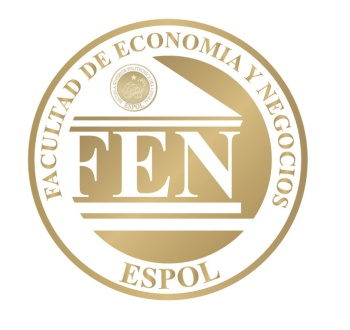 FACULTAD DE ECONOMIA Y NEGOCIOS
FEN
ESPOL